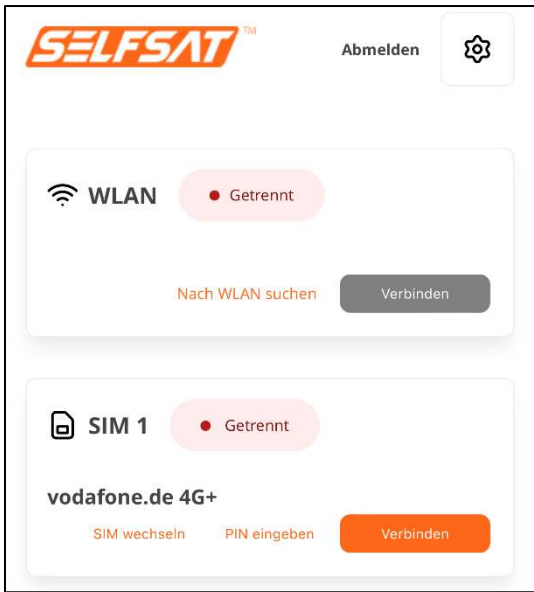 SELFSAT™
Abmelden
WLAN
Getrennt
Nach WLAN suchen
Verbinden
SIM 1
Getrennt
vodafone.de 4G+
SIM wechseln
PIN eingeben
Verbinden